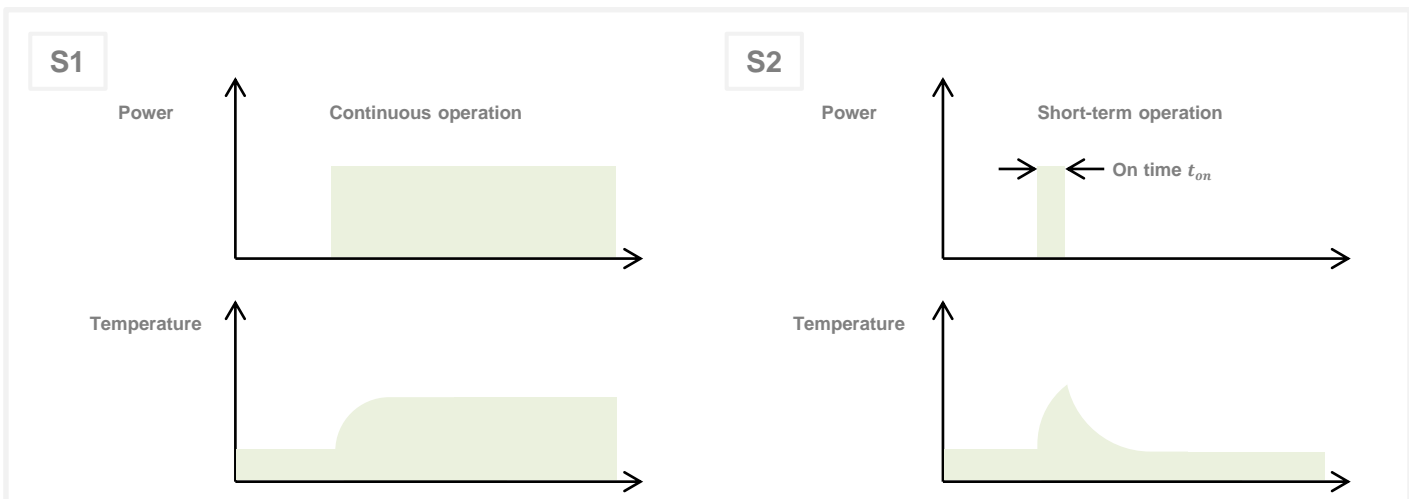 S1
Power
Continuous operation
Temperature
S2
Power
Short-term operation
On time t_on
Temperature